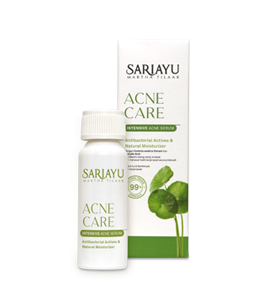 SARIAYU
MARTHA TILAAR
ACNE
CARE
INTENSIVE ACNE SERUM
Antibacterial Actives &
Natural Moisturizer
99
SARIAYU
MARTHA TILAAR
ACNE
CARE
INTENSIVE ACNE SERUM
Antibacterial Actives &
Natural Moisturizer